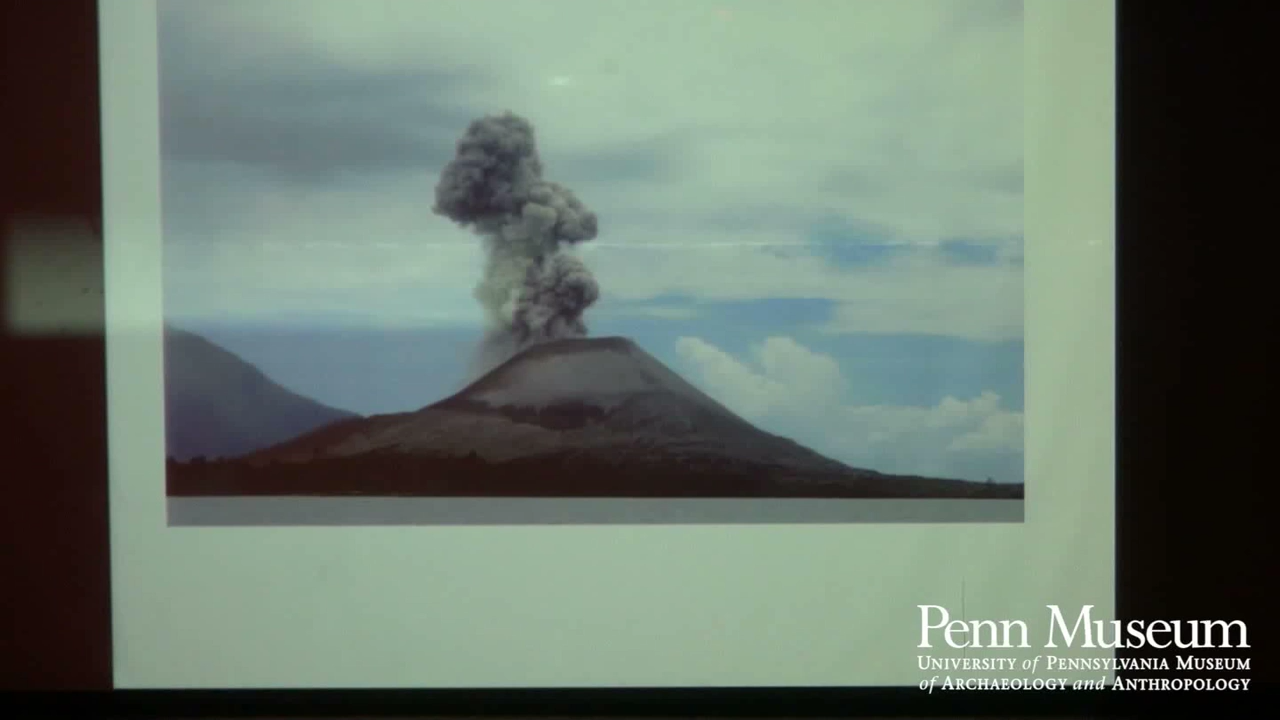 Penn Museum
UNIVERSITY of PENNSYLVANIA MUSEUM
of ARCHAEOLOGY and ANTHROPOLOGY